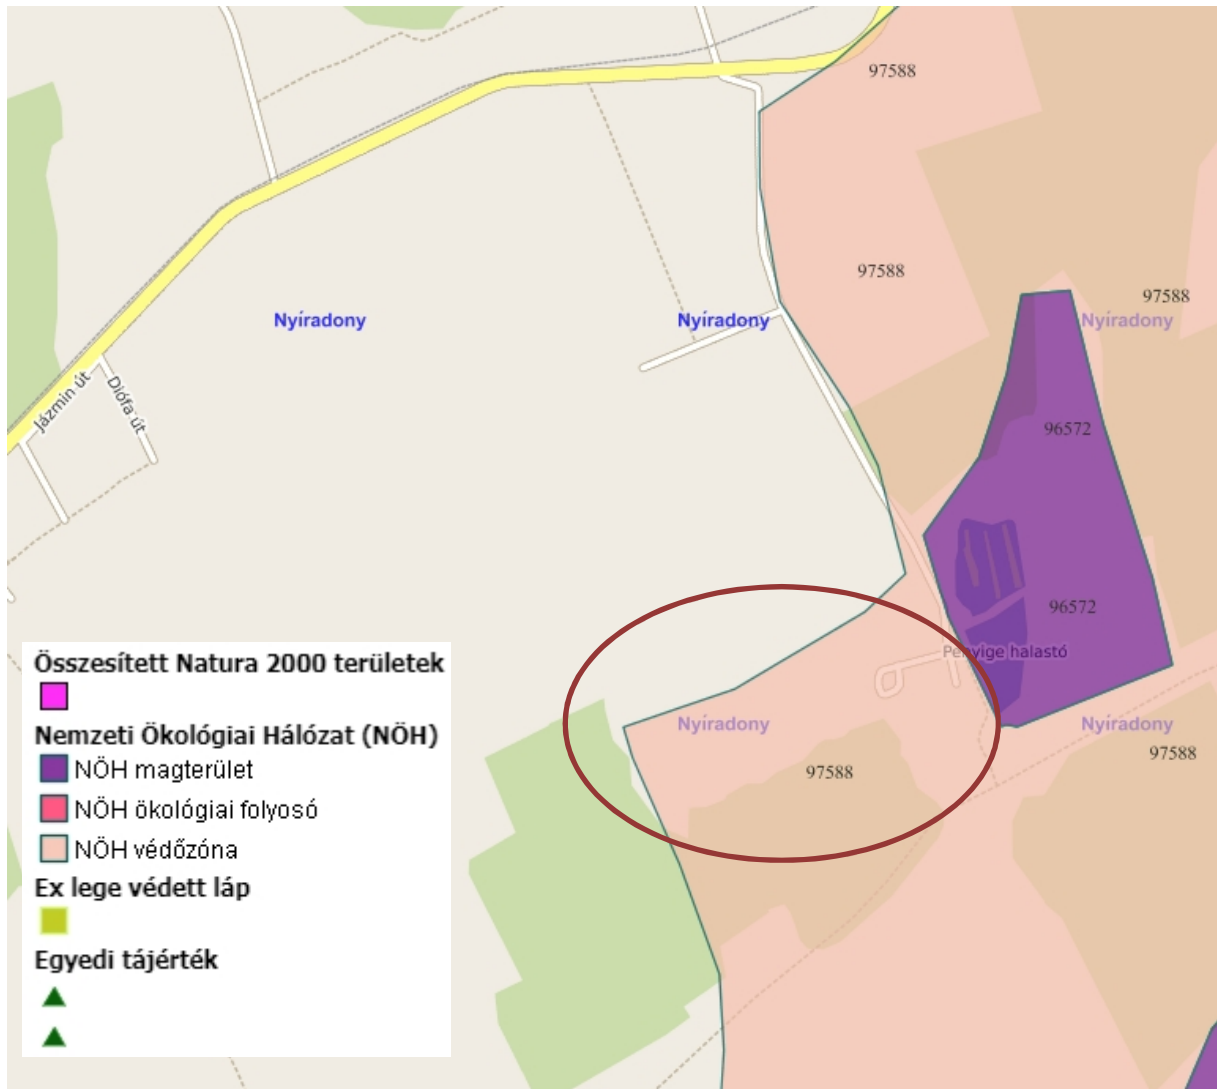 97588
97588
97588
Nyíradony
Nyíradony
Nyíradony
Jázmin út
Diófa út
96572
96572
Penyige halastó
Nyíradony
Nyíradony
97588
97588
Összesített Natura 2000 területek
Nemzeti Ökológiai Hálózat (NÖH)
NÖH magterület
NÖH ökológiai folyosó
NÖH védőzóna
Ex lege védett láp
Egyedi tájérték